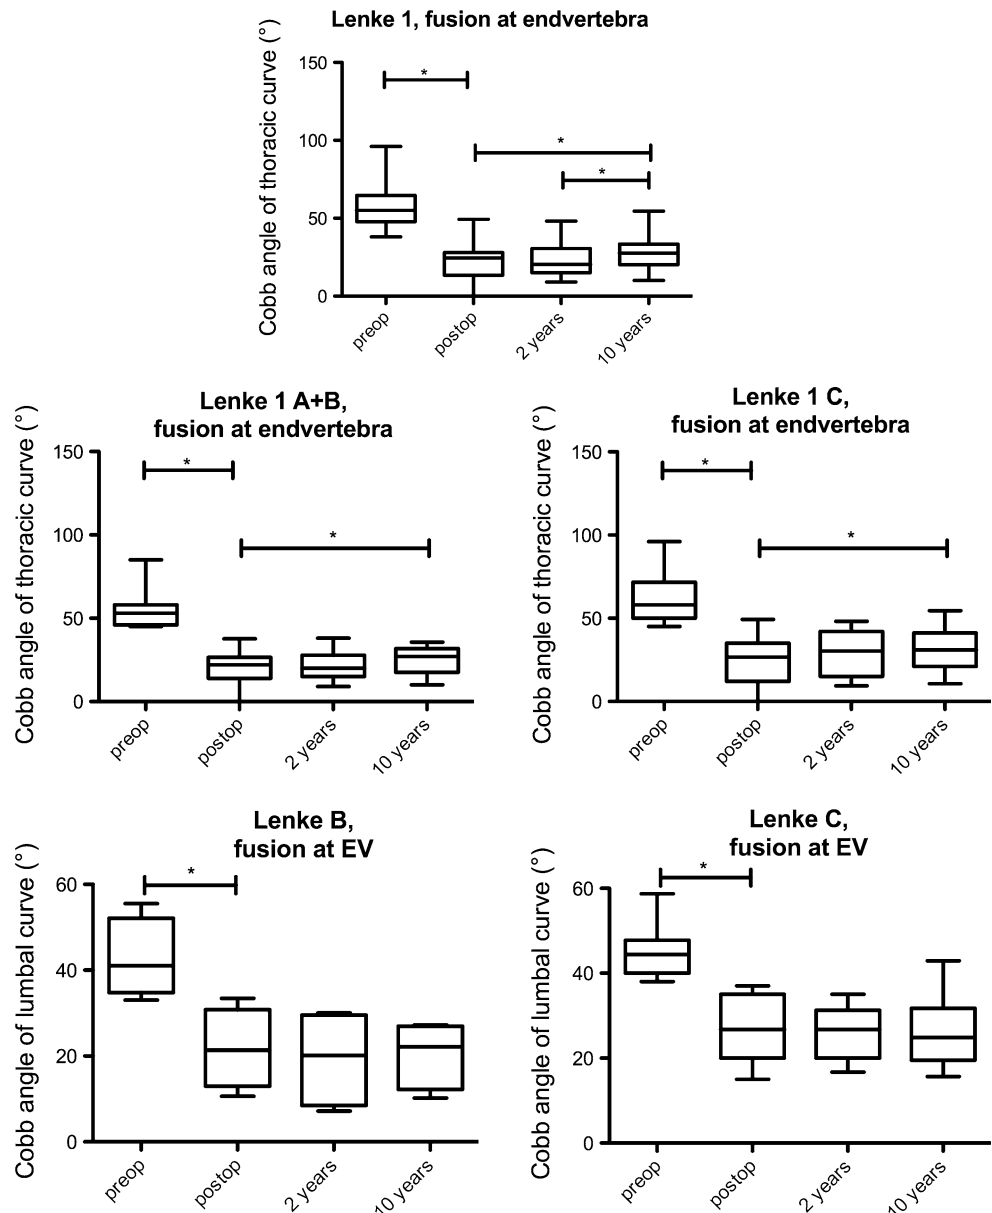 Lenke 1, fusion at endvertebra
Cobb angle of thoracic curve (°)
150
100
50
0
*
*
*
preop
postop
2 years
10 years
Lenke 1 A+B,
fusion at endvertebra
Cobb angle of thoracic curve (°)
150
100
50
0
*
*
preop
postop
2 years
10 years
Lenke 1 C,
fusion at endvertebra
Cobb angle of thoracic curve (°)
150
100
50
0
*
*
preop
postop
2 years
10 years
Lenke B,
fusion at EV
Cobb angle of lumbal curve (°)
60
40
20
0
*
preop
postop
2 years
10 years
Lenke C,
fusion at EV
Cobb angle of lumbal curve (°)
60
40
20
0
*
preop
postop
2 years
10 years